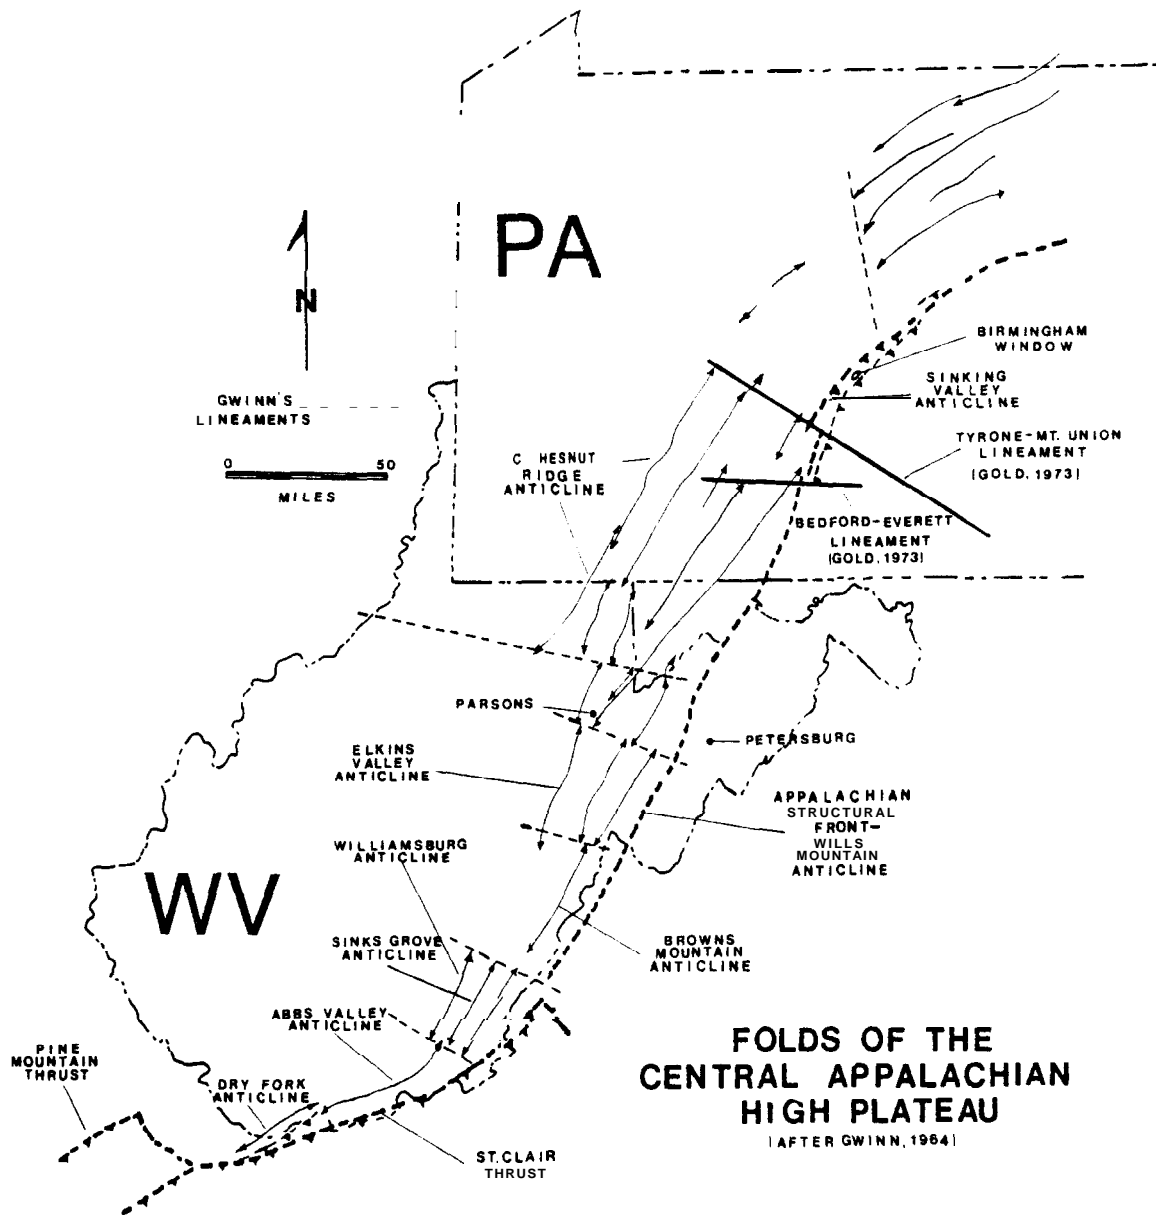 PA
N
GWINN'S
LINEAMENTS
0 50
MILES
BIRMINGHAM
WINDOW
SINKING
VALLEY
ANTICLINE
TYRONE-MT. UNION
LINEAMENT
(GOLD, 1973)
C HESNUT
RIDGE
ANTICLINE
BEDFORD-EVERETT
LINEAMENT
(GOLD, 1973)
PARSONS
PETERSBURG
ELKINS
VALLEY
ANTICLINE
APPALACHIAN
STRUCTURAL
FRONT-
WILLS
MOUNTAIN
ANTICLINE
WILLIAMSBURG
ANTICLINE
WV
SINKS GROVE
ANTICLINE
BROWNS
MOUNTAIN
ANTICLINE
ABBS VALLEY
ANTICLINE
PINE
MOUNTAIN
THRUST
DRY FORK
ANTICLINE
ST. CLAIR
THRUST
FOLDS OF THE
CENTRAL APPALACHIAN
HIGH PLATEAU
(AFTER GWINN, 1964)